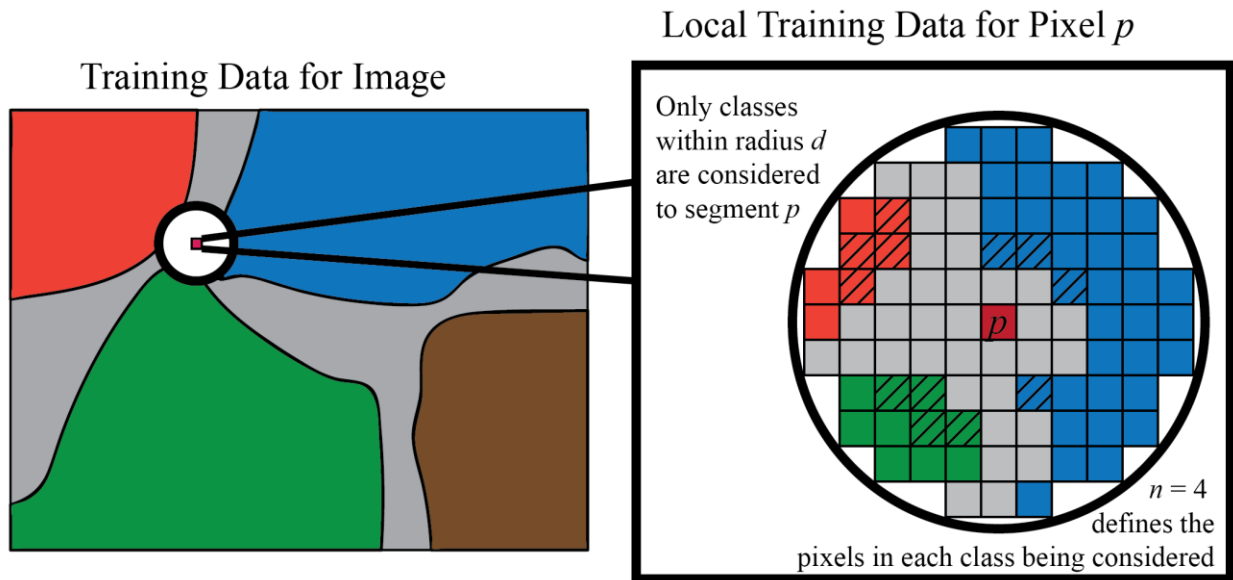 Training Data for Image
Local Training Data for Pixel p
Only classes
within radius d
are considered
to segment p
p
n = 4
defines the
pixels in each class being considered